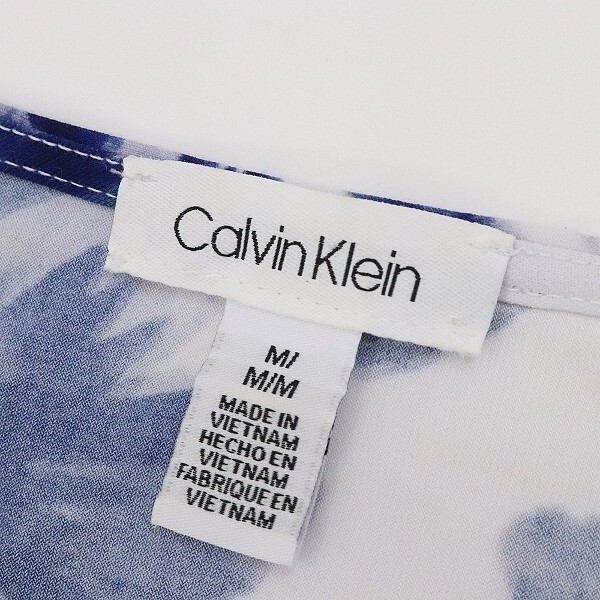 Calvin Klein
M/
M/M
MADE IN
VIETNAM
HECHO EN
VIETNAM
FABRIQUE EN
VIETNAM